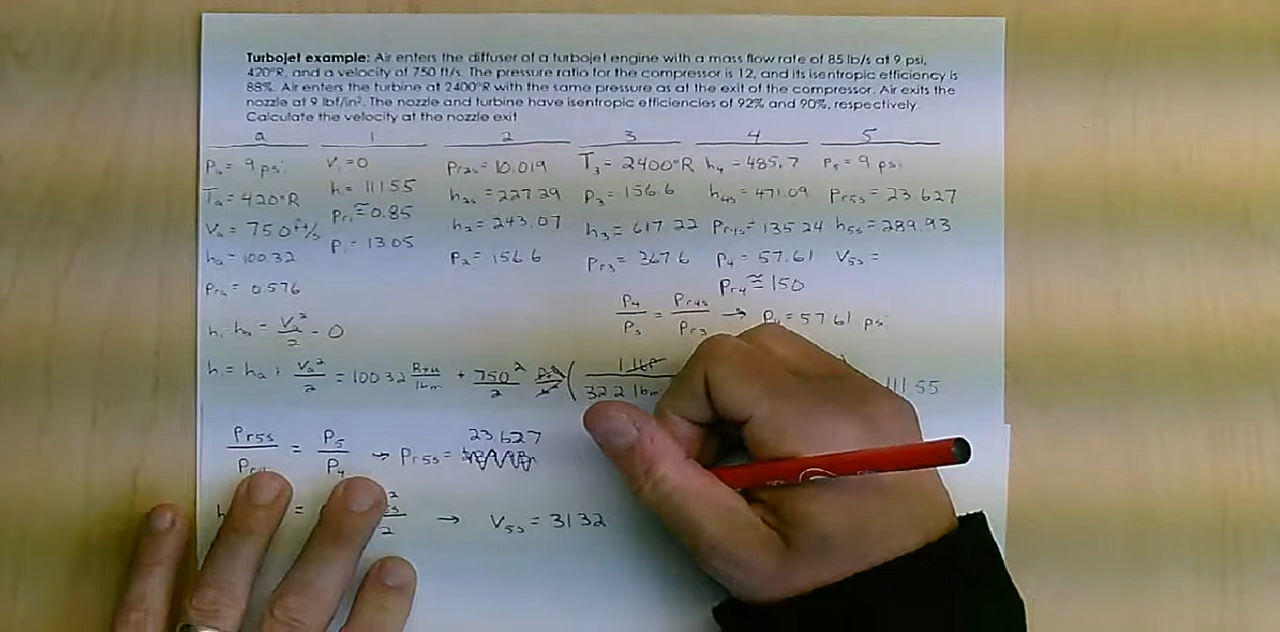 Turbojet example: Air enters the diffuser of a turbojet engine with a mass flow rate of 85 lb/s at 9 psi,
420°R, and a velocity of 750 ft/s. The pressure ratio for the compressor is 12, and its isentropic efficiency is
88%. Air enters the turbine at 2400°R with the same pressure as at the exit of the compressor. Air exits the
nozzle at 9 lbf/in². The nozzle and turbine have isentropic efficiencies of 92% and 90%, respectively.
Calculate the velocity at the nozzle exit
a 1 2 3 4 5
Pa = 9 psi V1 = 0 Pr2s = 10.019 T3 = 2400°R h4 = 485.7 P5 = 9 psi
Ta = 420°R h1 = 111.55 h2s = 227.29 P3 = 156.6 h4s = 471.09 Pr5s = 23.627
Va = 750 ft/s Pr1 ≅ 0.85 h2 = 243.07 h3 = 617.22 Pr4s = 135.24 h5s = 289.93
ha = 100.32 P1 = 13.05 P2 = 156.6 Pr3 = 367.6 P4 = 57.61 V5s =
Pra = 0.576 Pr4 ≅ 150
P4/P3 = Pr4s/Pr3 → P4 = 57.61 psi
h1 - ha = Va²/2 - 0
h1 = ha + Va²/2 = 100.32 Btu/lbm + 750²/2 ( 1 lbf / 32.2 lbm 111.55
Pr5s/Pr4 = P5/P4 → Pr5s = 23.627
h = 2 → V5s = 3132